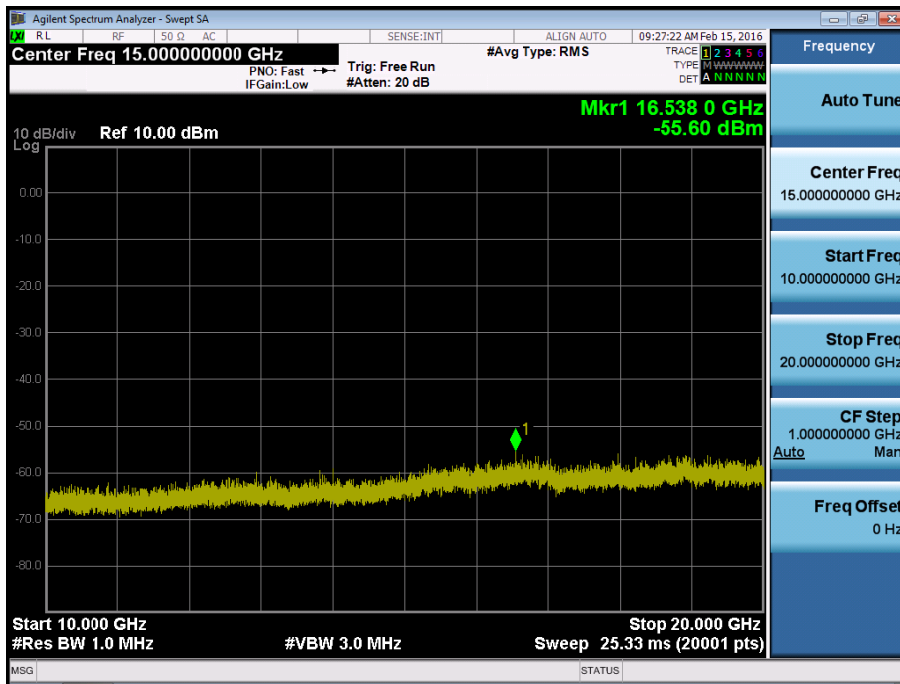 Agilent Spectrum Analyzer - Swept SA
LXI RL RF 50 Ω AC SENSE:INT ALIGN AUTO 09:27:22 AM Feb 15, 2016
Center Freq 15.000000000 GHz
PNO: Fast
IFGain:Low
Trig: Free Run
#Atten: 20 dB
#Avg Type: RMS
TRACE 1 2 3 4 5 6
TYPE M WWWWW
DET A N N N N N
Mkr1 16.538 0 GHz
-55.60 dBm
10 dB/div Ref 10.00 dBm
Log
0.00
-10.0
-20.0
-30.0
-40.0
-50.0
1
-60.0
-70.0
-80.0
Start 10.000 GHz Stop 20.000 GHz
#Res BW 1.0 MHz #VBW 3.0 MHz Sweep 25.33 ms (20001 pts)
MSG STATUS
Frequency
Auto Tune
Center Freq
15.000000000 GHz
Start Freq
10.000000000 GHz
Stop Freq
20.000000000 GHz
CF Step
1.000000000 GHz
Auto Man
Freq Offset
0 Hz